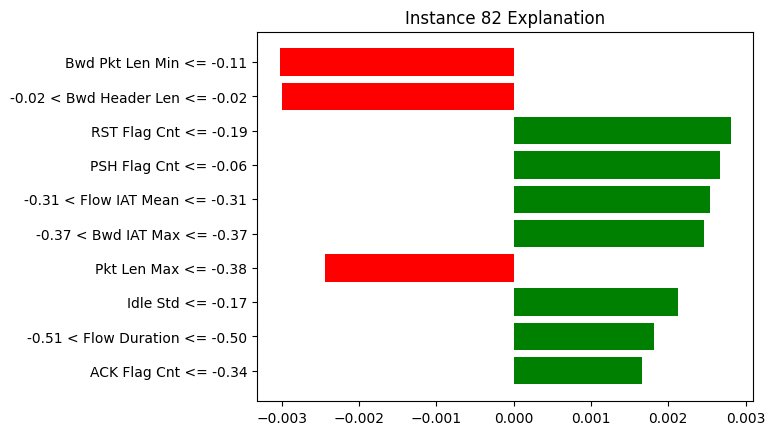 Instance 82 Explanation
Bwd Pkt Len Min <= -0.11
-0.02 < Bwd Header Len <= -0.02
RST Flag Cnt <= -0.19
PSH Flag Cnt <= -0.06
-0.31 < Flow IAT Mean <= -0.31
-0.37 < Bwd IAT Max <= -0.37
Pkt Len Max <= -0.38
Idle Std <= -0.17
-0.51 < Flow Duration <= -0.50
ACK Flag Cnt <= -0.34
−0.003 −0.002 −0.001 0.000 0.001 0.002 0.003